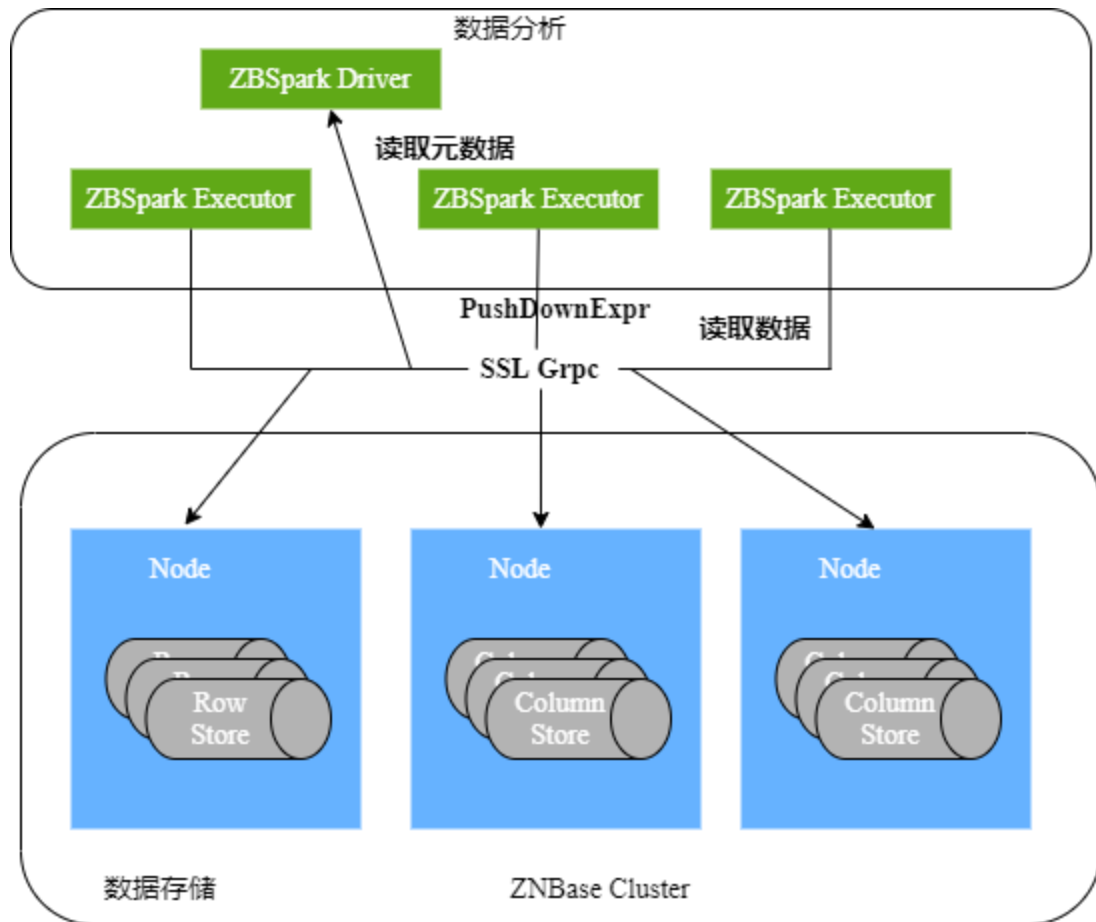 数据分析
ZBSpark Driver
读取元数据
ZBSpark Executor
ZBSpark Executor
ZBSpark Executor
PushDownExpr
读取数据
SSL Grpc
Node
Node
Node
Row
Store
Column
Store
Column
Store
数据存储
ZNBase Cluster